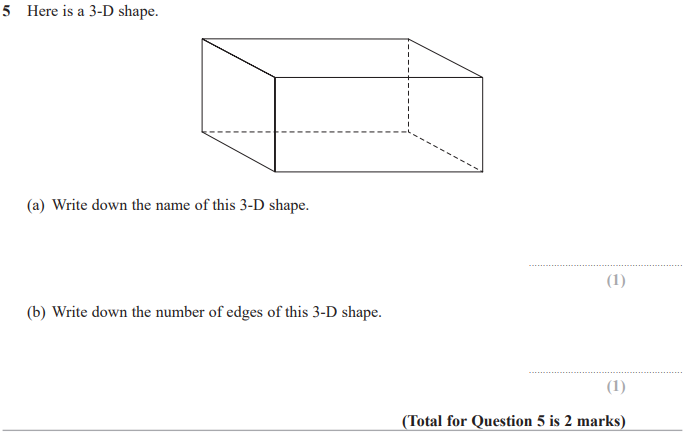 5 Here is a 3-D shape.
(a) Write down the name of this 3-D shape.
(1)
(b) Write down the number of edges of this 3-D shape.
(1)
(Total for Question 5 is 2 marks)